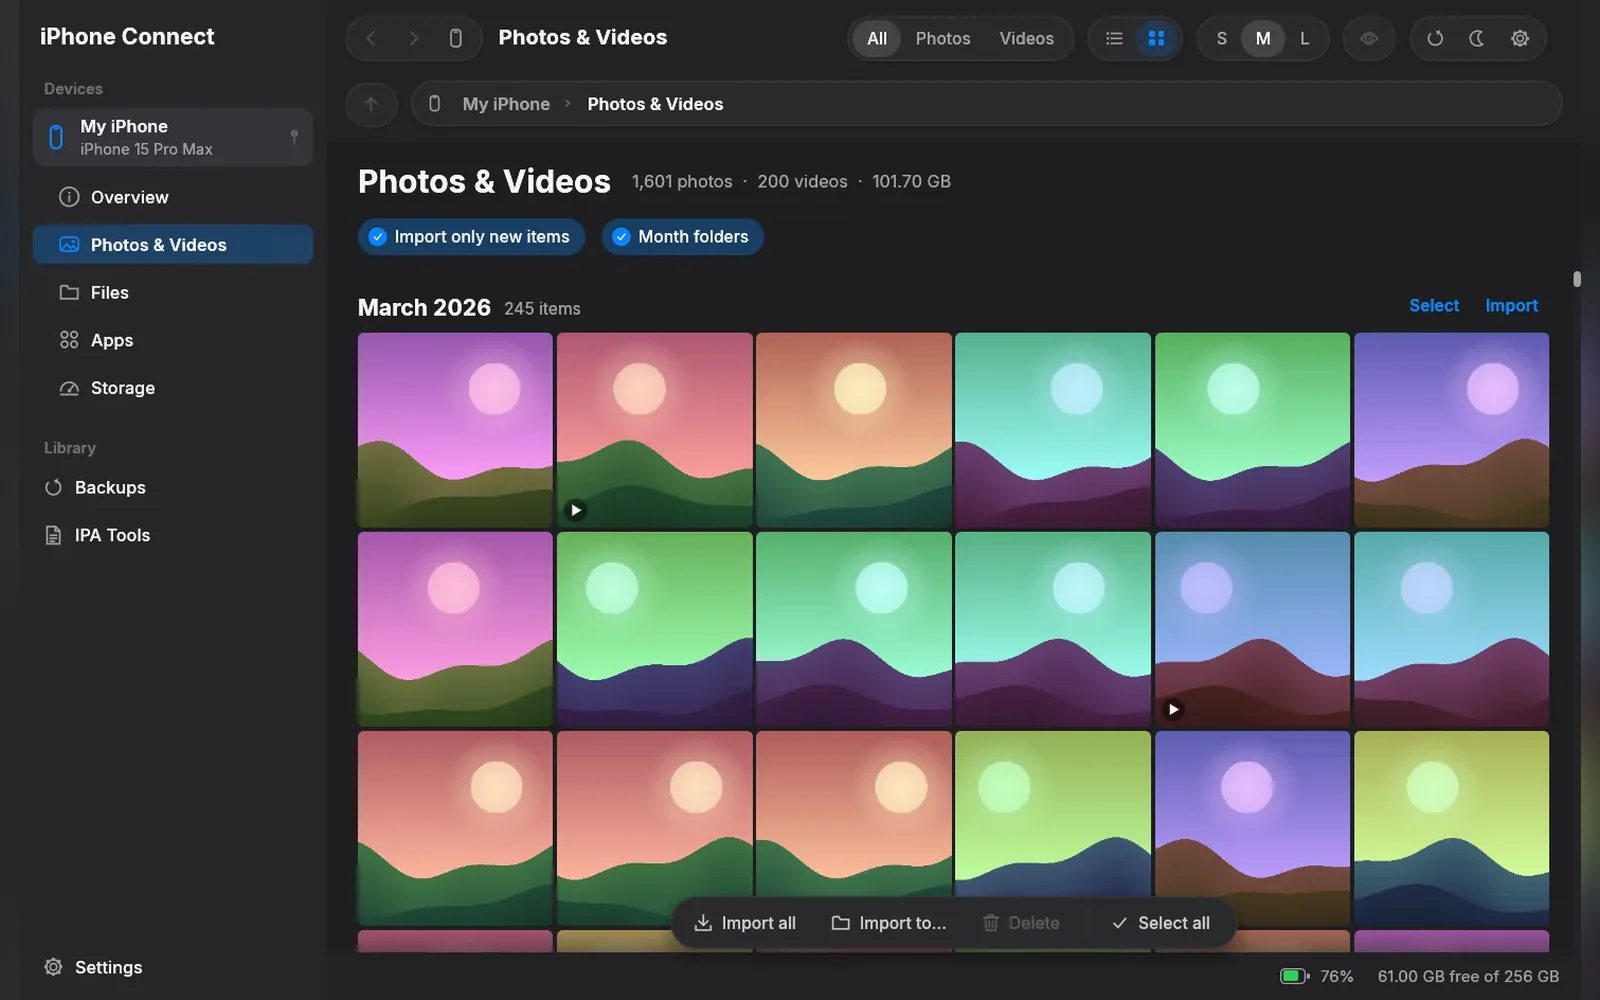 iPhone Connect
Devices
My iPhone
iPhone 15 Pro Max
Overview
Photos & Videos
Files
Apps
Storage
Library
Backups
IPA Tools
Settings
Photos & Videos
All Photos Videos
S M L
My iPhone › Photos & Videos
Photos & Videos 1,601 photos · 200 videos · 101.70 GB
Import only new items Month folders
March 2026 245 items Select Import
Import all Import to... Delete Select all
76% 61.00 GB free of 256 GB